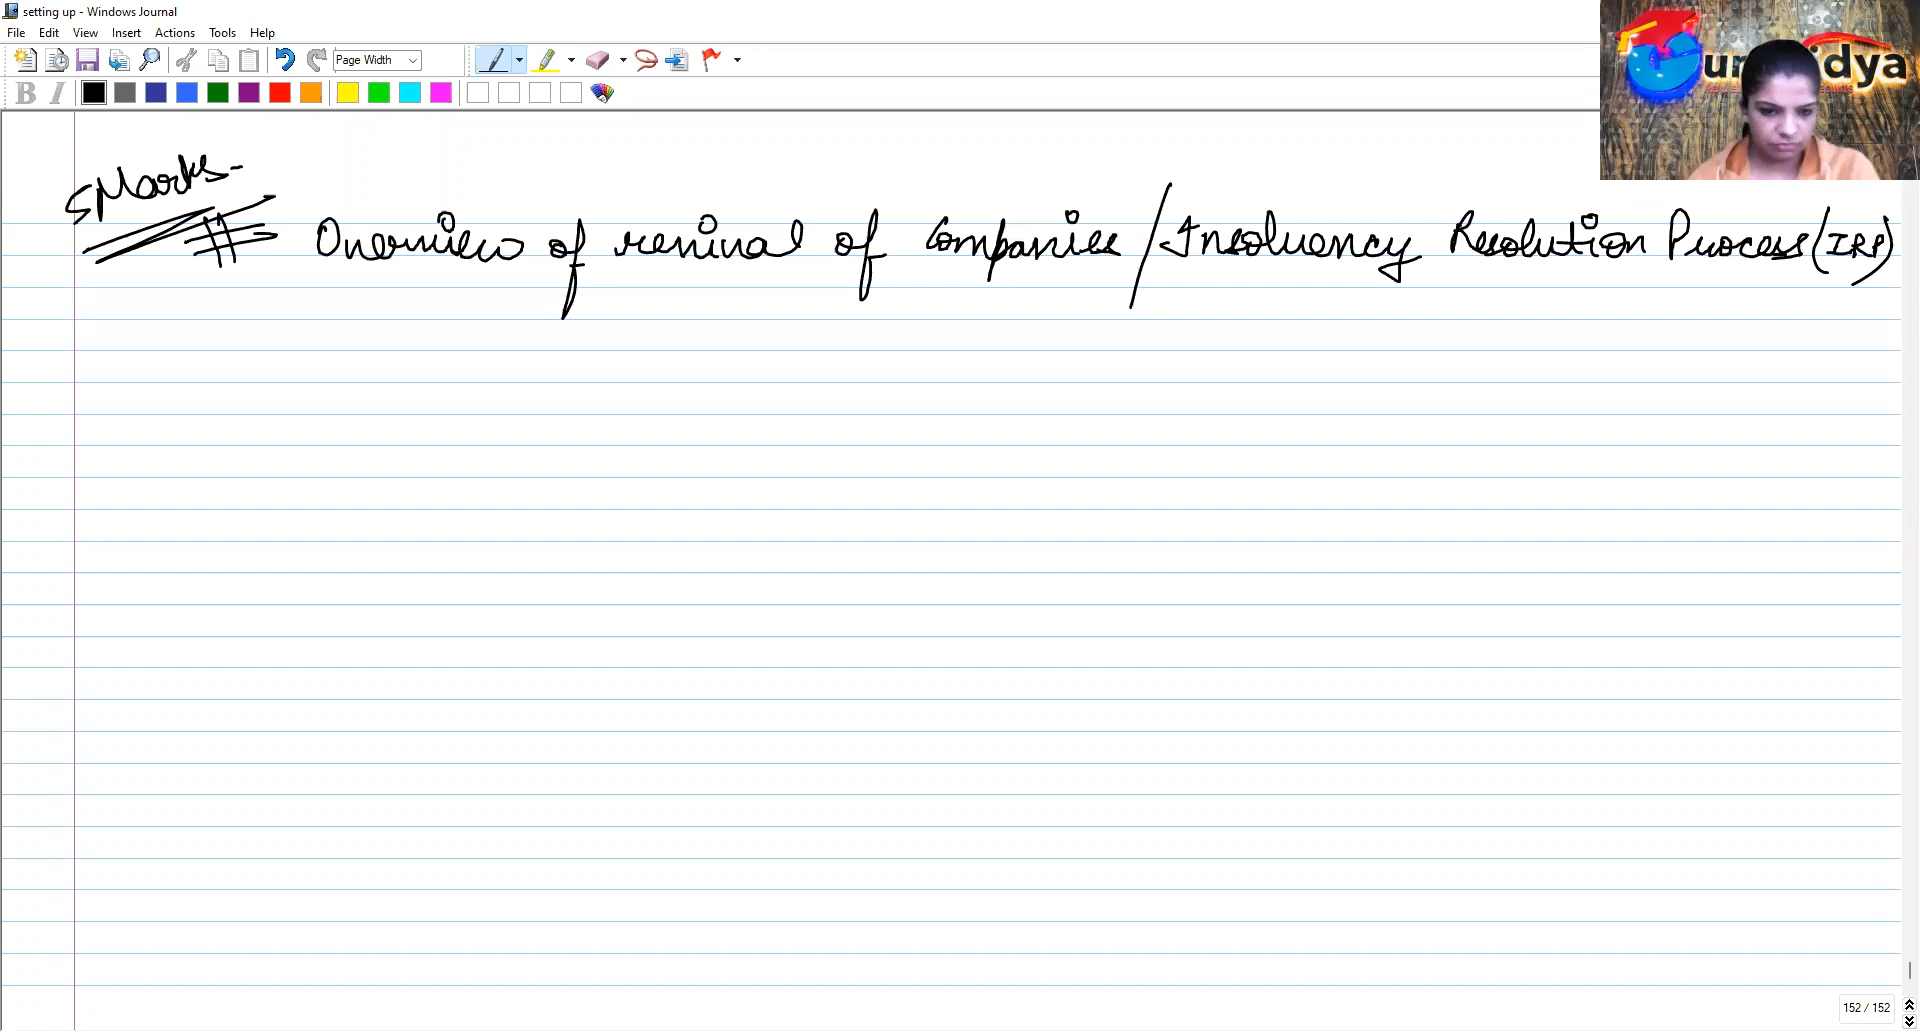 setting up - Windows Journal
File Edit View Insert Actions Tools Help
Page Width
B I
5 Marks-
# Overview of revival of Companies / Insolvency Resolution Process (IRP)
152 / 152